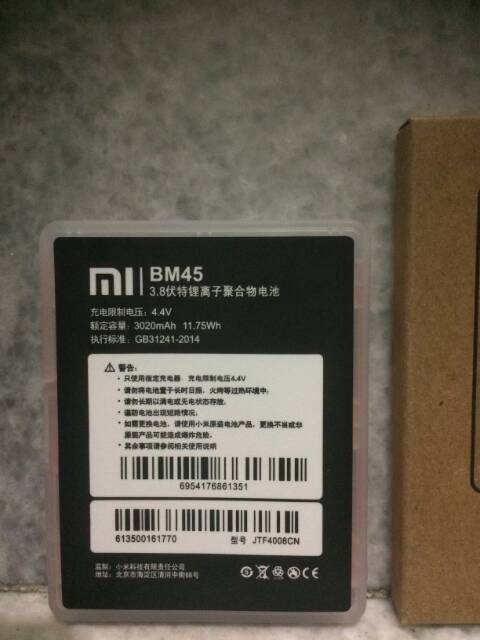 mi BM45
3.8伏特锂离子聚合物电池
充电限制电压: 4.4V
额定容量: 3020mAh 11.75Wh
执行标准: GB31241-2014
警告:
• 只使用指定充电器，充电限制电压4.4V
• 请勿将电池置于长时日照，火烤等过热环境中;
• 请勿长期以满电或无电状态存放。
• 谨防电池出现短路情况;
• 如需更换电池，请使用小米原装电池产品，更换不当或非
原装产品可能造成爆炸危险。
• 其余事项请参阅相关使用说明
6954176861351
613500161770 型号 JTF4008CN
监制: 小米科技有限责任公司
地址: 北京市海淀区清河中街68号
CE